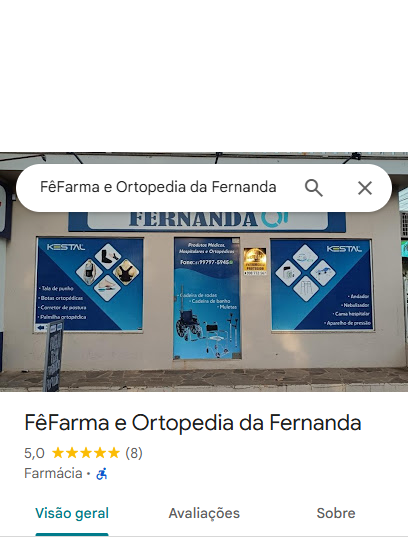 FêFarma e Ortopedia da Fernanda
FERNANDA
KESTAL
• Tala de punho
• Botas ortopédicas
• Corretor de postura
• Palmilha ortopédica
Produtos Médicos,
Hospitalares e Ortopédicos
• Cadeira de rodas
• Cadeira de banho
• Muletas
KESTAL
• Andador
• Nebulizador
• Cama hospitalar
• Aparelho de pressão
FêFarma e Ortopedia da Fernanda
5,0 (8)
Farmácia •
Visão geral
Avaliações
Sobre